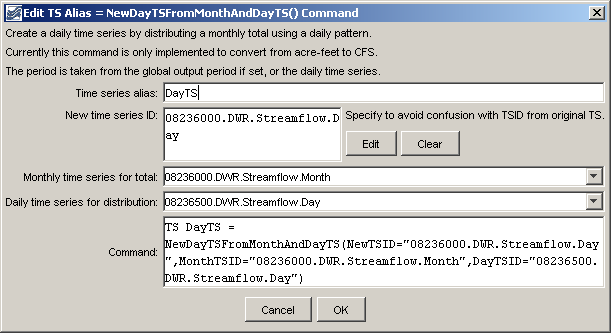 Edit TS Alias = NewDayTSFromMonthAndDayTS() Command
Create a daily time series by distributing a monthly total using a daily pattern.
Currently this command is only implemented to convert from acre-feet to CFS.
The period is taken from the global output period if set, or the daily time series.
Time series alias: DayTS
New time series ID: 08236000.DWR.Streamflow.D Specify to avoid confusion with TSID from original TS.
ay
Edit Clear
Monthly time series for total: 08236000.DWR.Streamflow.Month
Daily time series for distribution: 08236500.DWR.Streamflow.Day
TS DayTS =
NewDayTSFromMonthAndDayTS(NewTSID="08236000.DWR.Streamflow.Day
Command: ",MonthTSID="08236000.DWR.Streamflow.Month",DayTSID="08236500.
DWR.Streamflow.Day")
Cancel OK